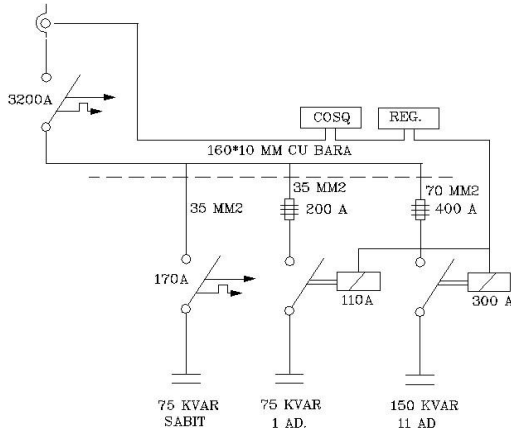 3200A
COSQ
REG.
160*10 MM CU BARA
35 MM2
35 MM2
200 A
70 MM2
400 A
170A
110A
300 A
75 KVAR
SABIT
75 KVAR
1 AD.
150 KVAR
11 AD